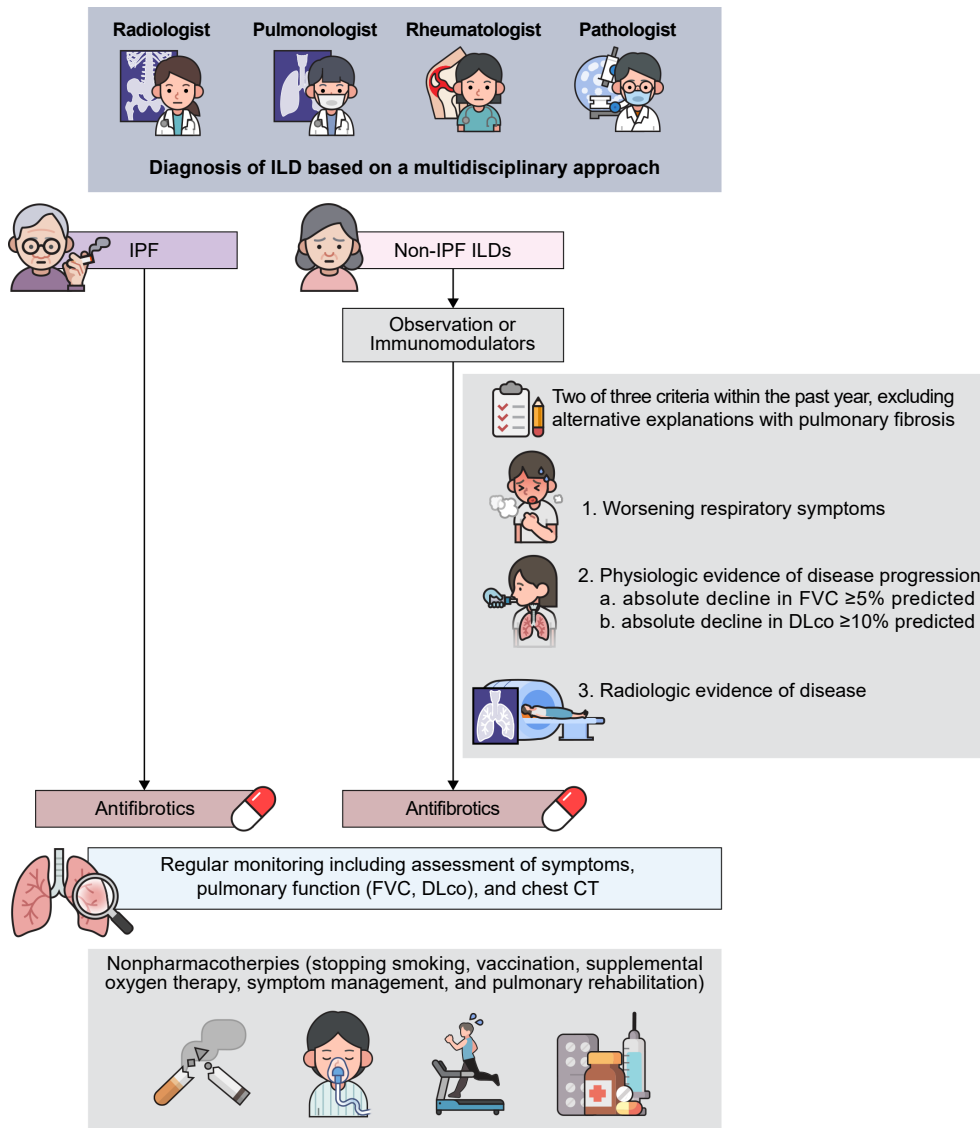 Radiologist
Pulmonologist
Rheumatologist
Pathologist
Diagnosis of ILD based on a multidisciplinary approach
IPF
Non-IPF ILDs
Observation or
Immunomodulators
Two of three criteria within the past year, excluding
alternative explanations with pulmonary fibrosis
1. Worsening respiratory symptoms
2. Physiologic evidence of disease progression
a. absolute decline in FVC ≥5% predicted
b. absolute decline in DLco ≥10% predicted
3. Radiologic evidence of disease
Antifibrotics
Antifibrotics
Regular monitoring including assessment of symptoms,
pulmonary function (FVC, DLco), and chest CT
Nonpharmacotherpies (stopping smoking, vaccination, supplemental
oxygen therapy, symptom management, and pulmonary rehabilitation)